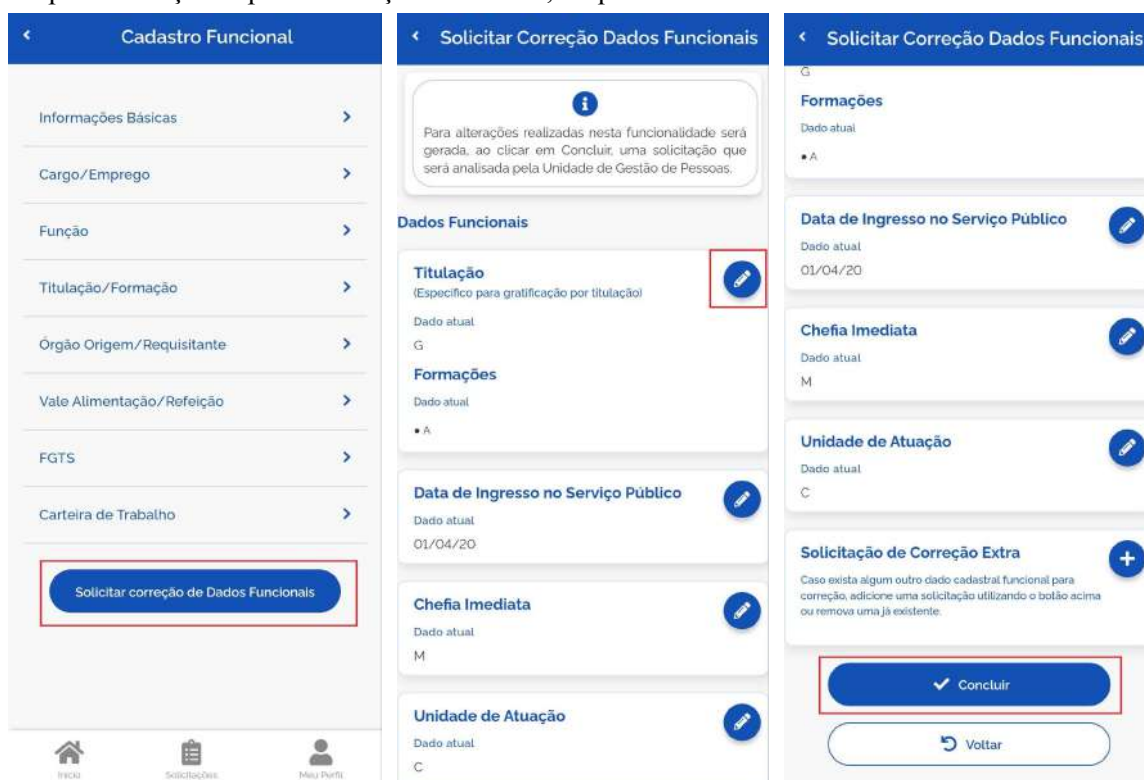 Cadastro Funcional
Informações Básicas
Cargo/Emprego
Função
Titulação/Formação
Órgão Origem/Requisitante
Vale Alimentação/Refeição
FGTS
Carteira de Trabalho
Solicitar correção de Dados Funcionais
Início
Solicitações
Meu Perfil
Solicitar Correção Dados Funcionais
Para alterações realizadas nesta funcionalidade será
gerada, ao clicar em Concluir, uma solicitação que
será analisada pela Unidade de Gestão de Pessoas.
Dados Funcionais
Titulação
(Específico para gratificação por titulação)
Dado atual
G
Formações
Dado atual
• A
Data de Ingresso no Serviço Público
Dado atual
01/04/20
Chefia Imediata
Dado atual
M
Unidade de Atuação
Dado atual
C
Solicitar Correção Dados Funcionais
G
Formações
Dado atual
• A
Data de Ingresso no Serviço Público
Dado atual
01/04/20
Chefia Imediata
Dado atual
M
Unidade de Atuação
Dado atual
C
Solicitação de Correção Extra
Caso exista algum outro dado cadastral funcional para
correção, adicione uma solicitação utilizando o botão acima
ou remova uma já existente.
Concluir
Voltar